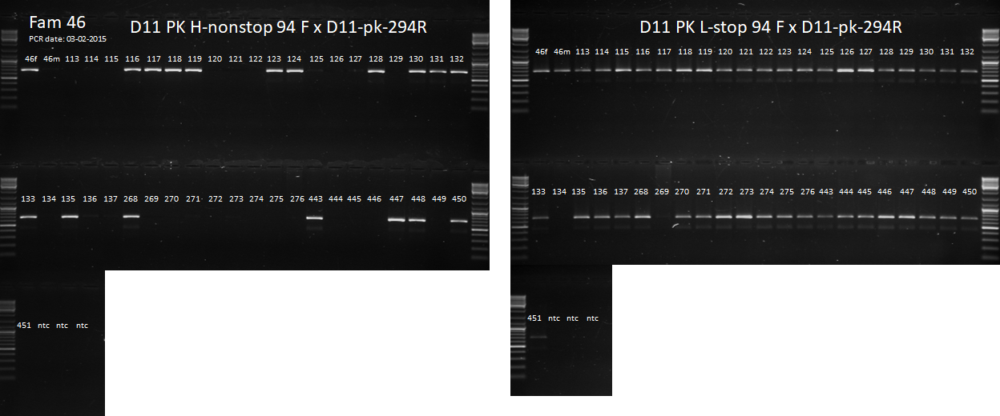 Fam 46
PCR date: 03-02-2015
D11 PK H-nonstop 94 F x D11-pk-294R
46f 46m 113 114 115 116 117 118 119 120 121 122 123 124 125 126 127 128 129 130 131 132
133 134 135 136 137 268 269 270 271 272 273 274 275 276 443 444 445 446 447 448 449 450
451 ntc ntc ntc
D11 PK L-stop 94 F x D11-pk-294R
46f 46m 113 114 115 116 117 118 119 120 121 122 123 124 125 126 127 128 129 130 131 132
133 134 135 136 137 268 269 270 271 272 273 274 275 276 443 444 445 446 447 448 449 450
451 ntc ntc ntc